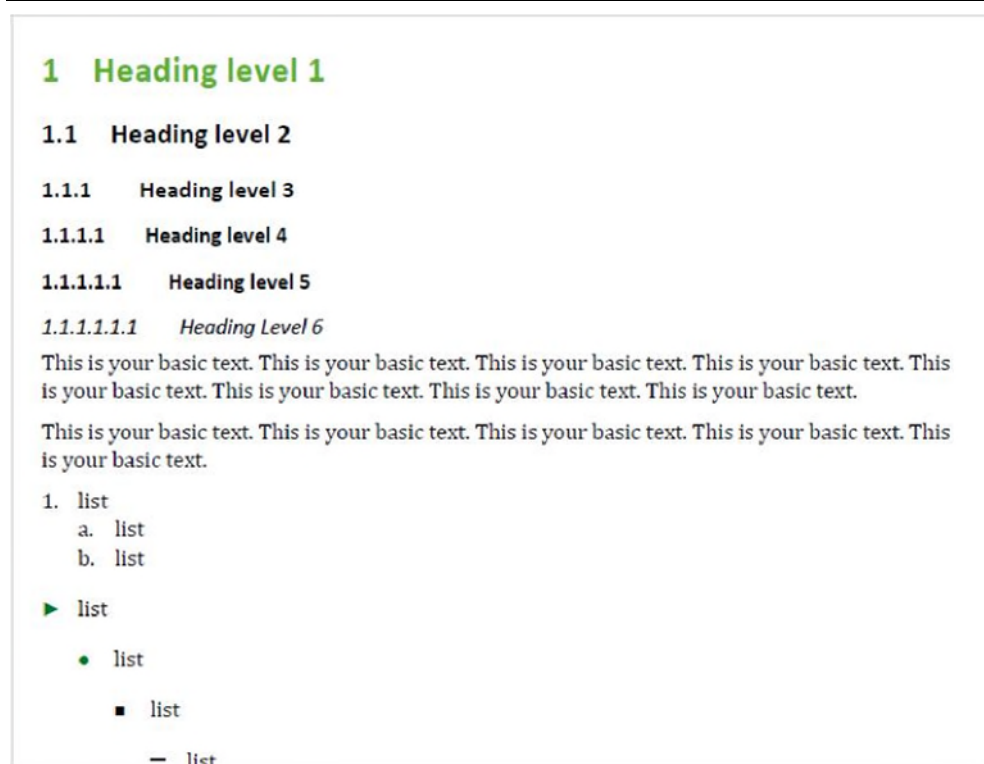 1 Heading level 1
1.1 Heading level 2
1.1.1 Heading level 3
1.1.1.1 Heading level 4
1.1.1.1.1 Heading level 5
1.1.1.1.1.1 Heading Level 6
This is your basic text. This is your basic text. This is your basic text. This is your basic text. This
is your basic text. This is your basic text. This is your basic text. This is your basic text.
This is your basic text. This is your basic text. This is your basic text. This is your basic text. This
is your basic text.
1. list
a. list
b. list
► list
● list
■ list
– list